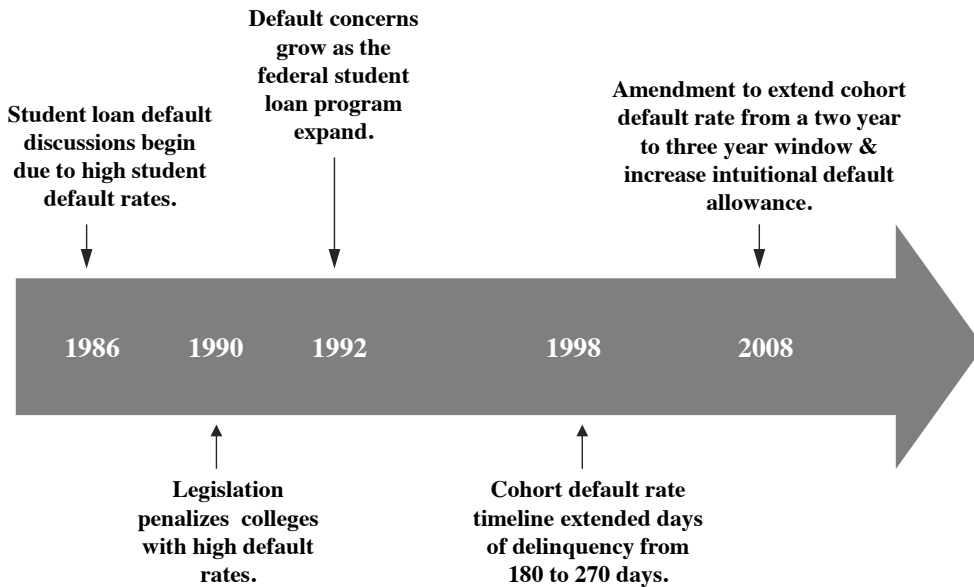 Default concerns
grow as the
federal student
loan program
expand.
Student loan default
discussions begin
due to high student
default rates.
Amendment to extend cohort
default rate from a two year
to three year window &
increase intuitional default
allowance.
1986 1990 1992 1998 2008
Legislation
penalizes colleges
with high default
rates.
Cohort default rate
timeline extended days
of delinquency from
180 to 270 days.